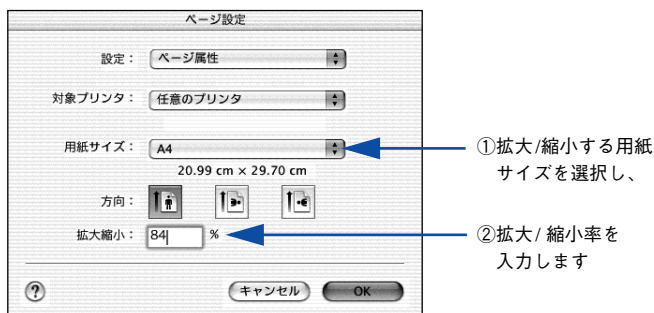 ページ設定
設定： ページ属性
対象プリンタ： 任意のプリンタ
用紙サイズ： A4
20.99 cm × 29.70 cm
方向：
拡大縮小： 84 %
? キャンセル OK
①拡大/縮小する用紙
サイズを選択し、
②拡大/ 縮小率を
入力します